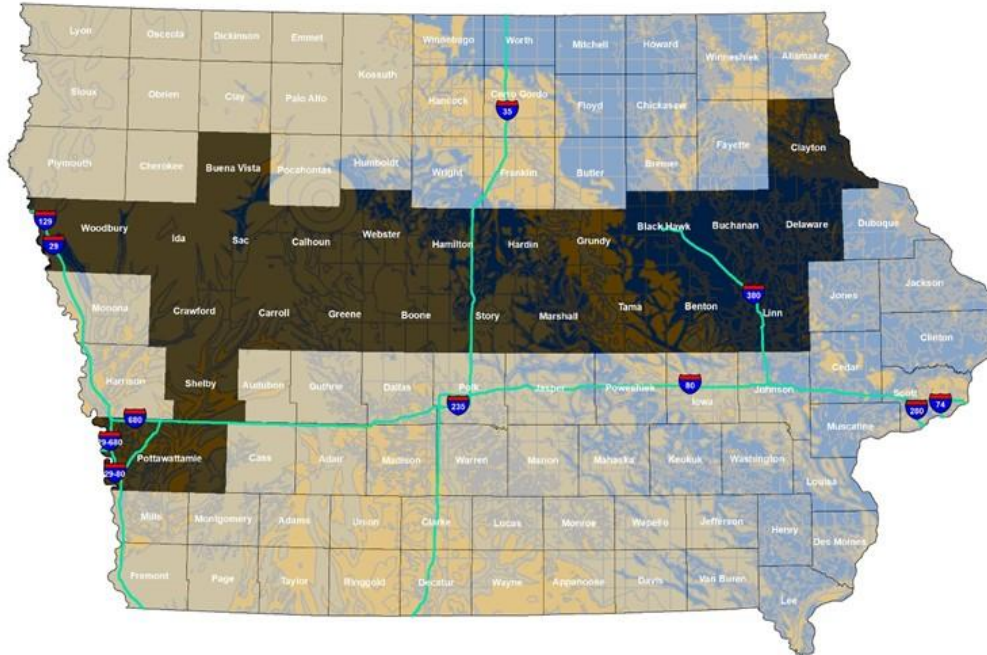 Lyon
Osceola
Dickinson
Emmet
Kossuth
Winnebago
Worth
Mitchell
Howard
Winneshiek
Allamakee
Sioux
Obrien
Clay
Palo Alto
Hancock
Cerro Gordo
35
Floyd
Chickasaw
Plymouth
Cherokee
Buena Vista
Pocahontas
Humboldt
Wright
Franklin
Butler
Bremer
Fayette
Clayton
129
29
Woodbury
Ida
Sac
Calhoun
Webster
Hamilton
Hardin
Grundy
Black Hawk
Buchanan
Delaware
Dubuque
Monona
Crawford
Carroll
Greene
Boone
Story
Marshall
Tama
Benton
380
Linn
Jones
Jackson
Clinton
Harrison
Shelby
Audubon
Guthrie
Dallas
Polk
Jasper
Poweshiek
80
Iowa
Johnson
Cedar
Scott
680
235
280
74
29-680
29-80
Pottawattamie
Cass
Adair
Madison
Warren
Marion
Mahaska
Keokuk
Washington
Muscatine
Louisa
Mills
Montgomery
Adams
Union
Clarke
Lucas
Monroe
Wapello
Jefferson
Henry
Des Moines
Fremont
Page
Taylor
Ringgold
Decatur
Wayne
Appanoose
Davis
Van Buren
Lee